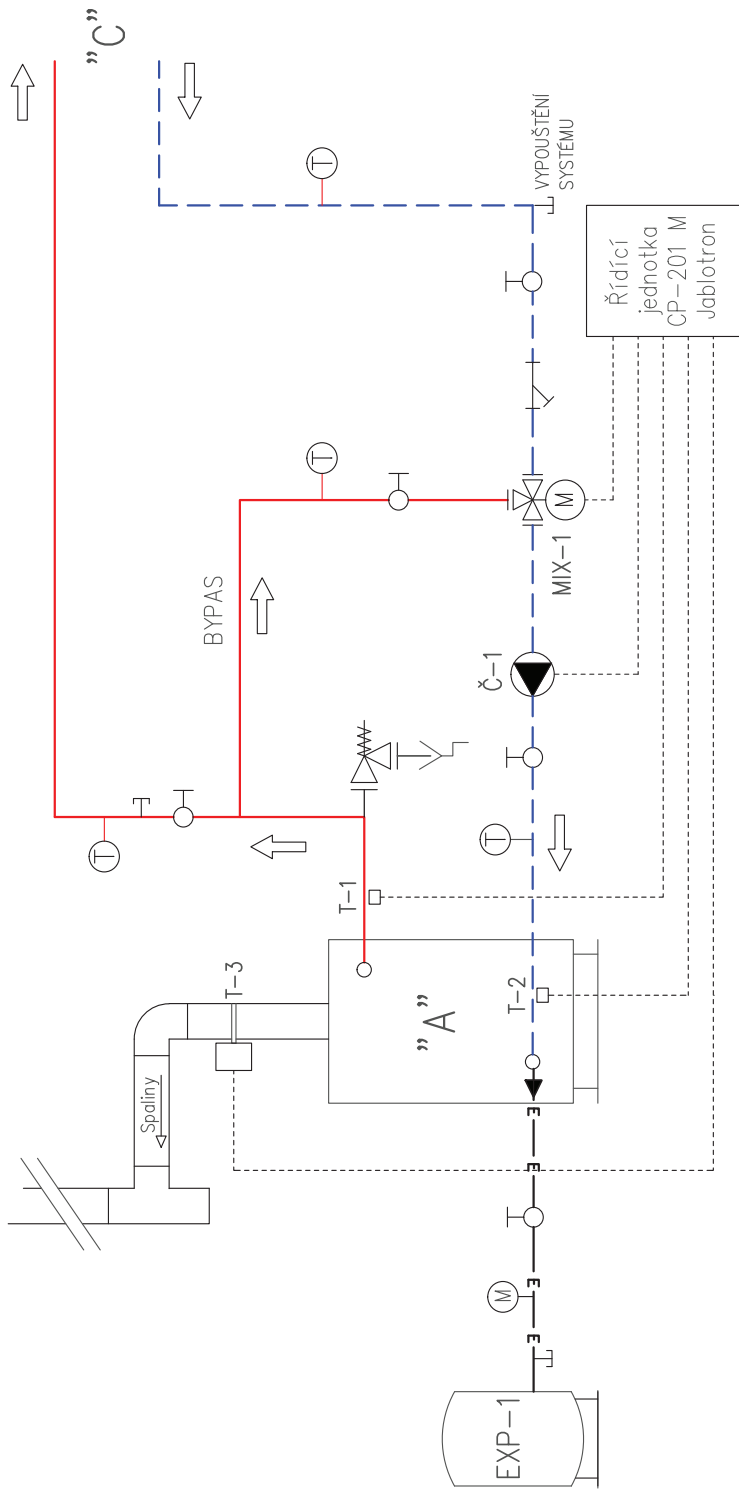 "C"
T
VYPOUŠTĚNÍ
SYSTÉMU
Řídící
jednotka
CP-201 M
Jablotron
T
M
MIX-1
BYPAS
Č-1
T
T
T-1
T-2
T-3
"A"
Spaliny
E
E
M
E
E
EXP-1